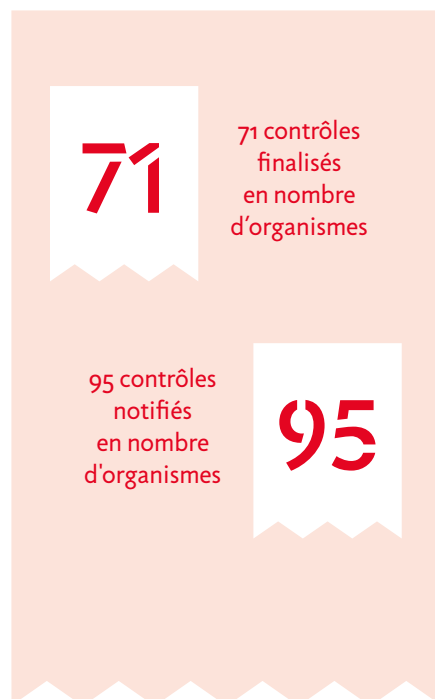 71
71 contrôles
finalisés
en nombre
d’organismes
95 contrôles
notifiés
en nombre
d'organismes
95